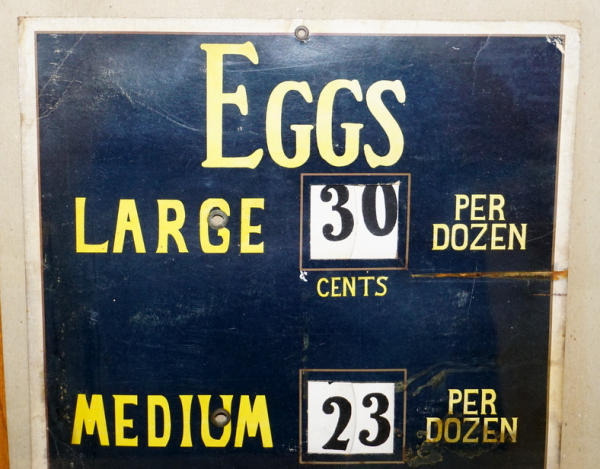 EGGS
LARGE 30 PER DOZEN
CENTS
MEDIUM 23 PER DOZEN